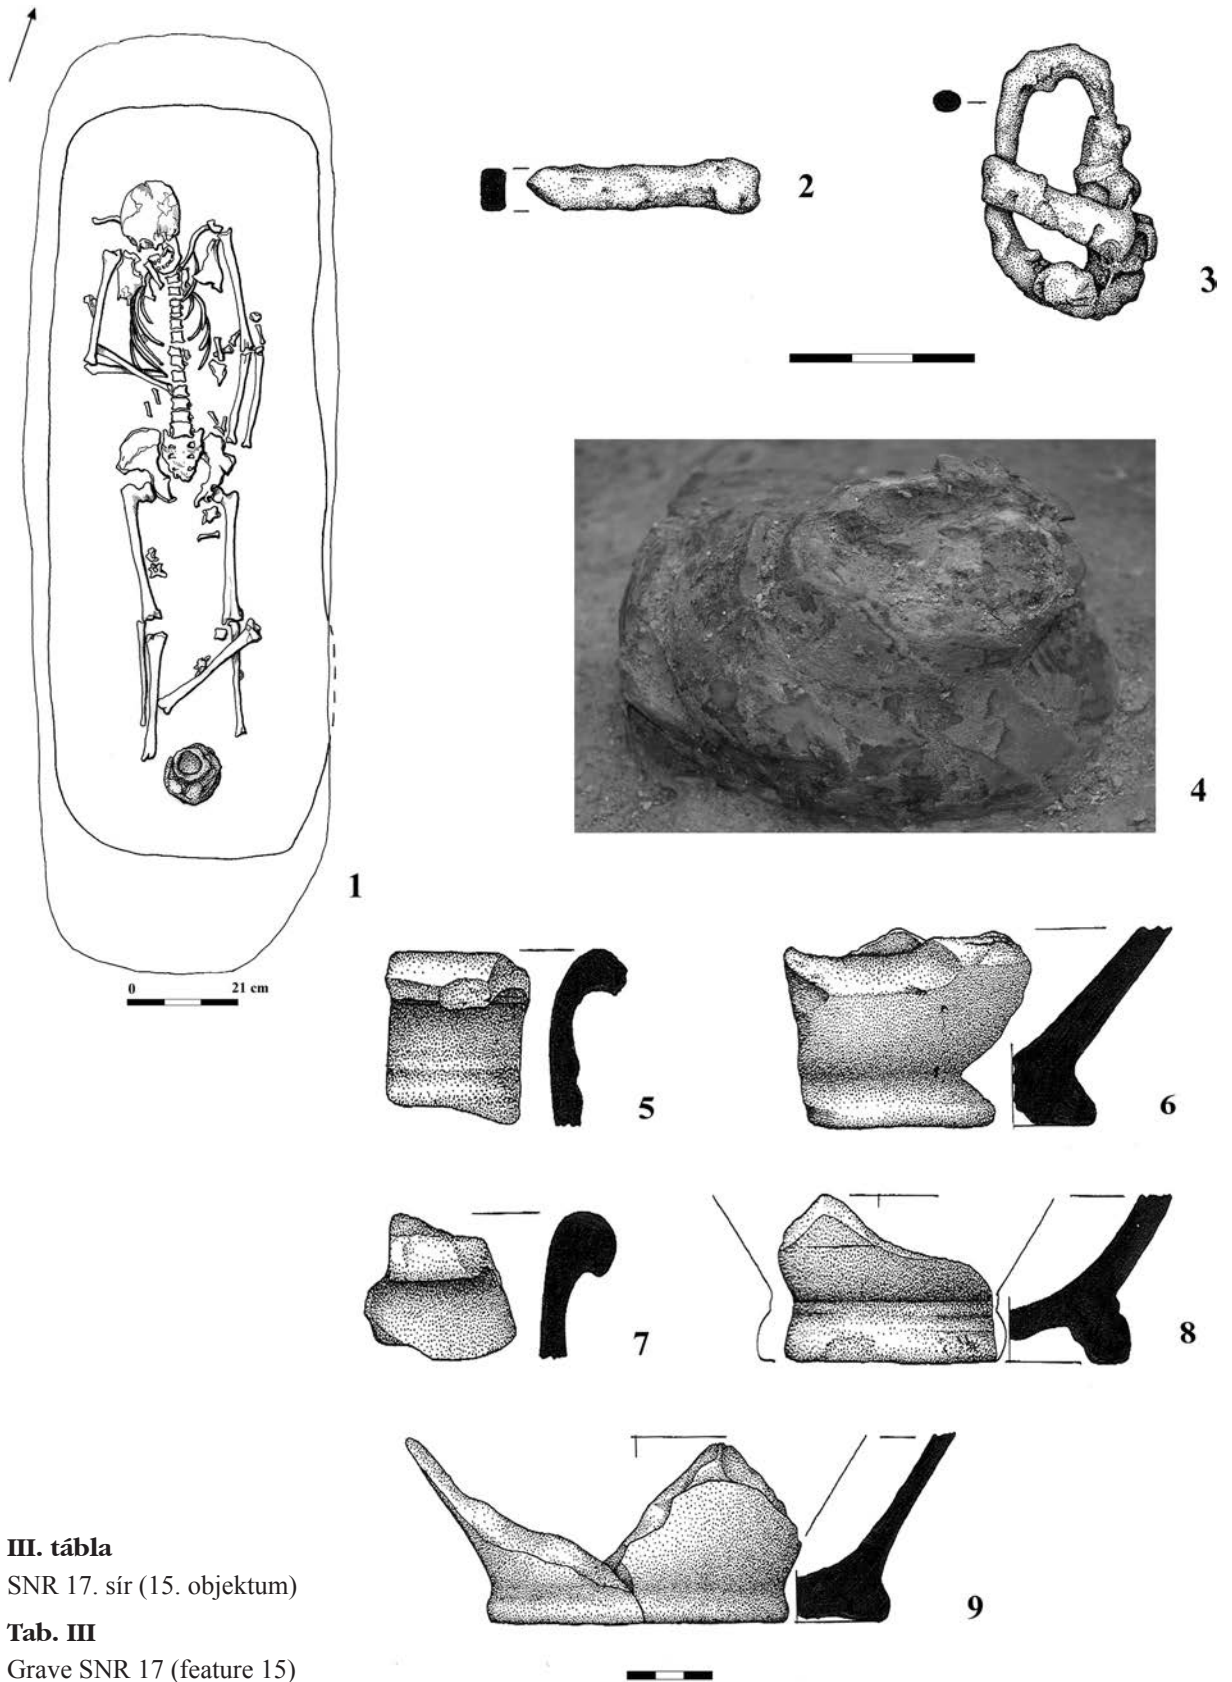 2
3
4
1
0 21 cm
5
6
7
8
9
III. tábla
SNR 17. sír (15. objektum)
Tab. III
Grave SNR 17 (feature 15)